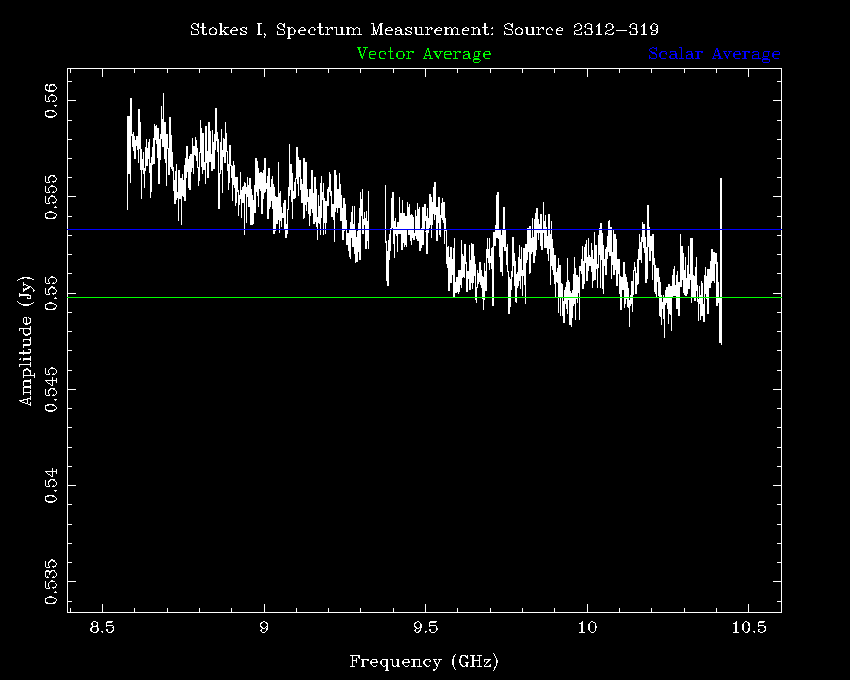 Stokes I, Spectrum Measurement: Source 2312−319
Vector Average
Scalar Average
0.56
0.555
0.55
0.545
0.54
0.535
Amplitude (Jy)
8.5
9
9.5
10
10.5
Frequency (GHz)